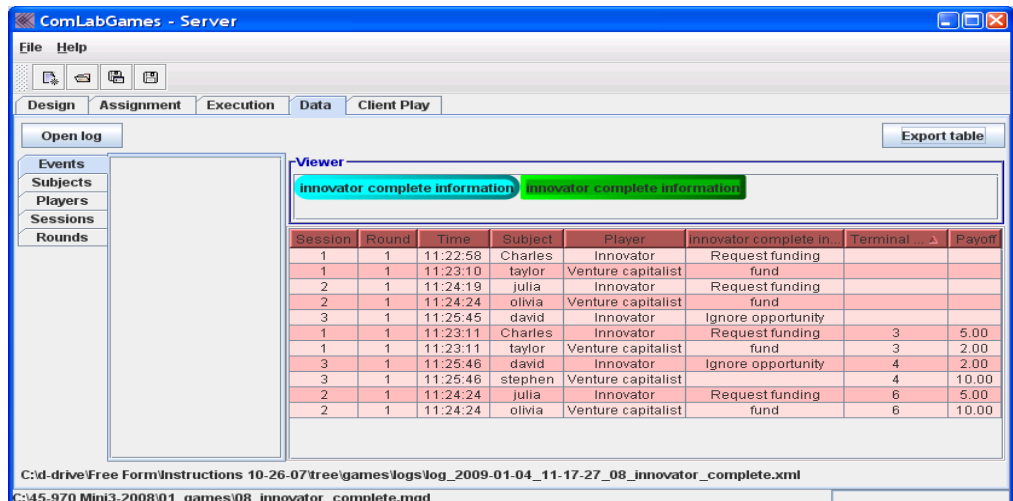 ComLabGames - Server
File Help
Design Assignment Execution Data Client Play
Open log Export table
Events
Subjects
Players
Sessions
Rounds
Viewer
innovator complete information innovator complete information
Session Round Time Subject Player innovator complete in... Terminal ... Payoff
1 1 11:22:58 Charles Innovator Request funding
1 1 11:23:10 taylor Venture capitalist fund
2 1 11:24:19 julia Innovator Request funding
2 1 11:24:24 olivia Venture capitalist fund
3 1 11:25:45 david Innovator Ignore opportunity
1 1 11:23:11 Charles Innovator Request funding 3 5.00
1 1 11:23:11 taylor Venture capitalist fund 3 2.00
3 1 11:25:46 david Innovator Ignore opportunity 4 2.00
3 1 11:25:46 stephen Venture capitalist 4 10.00
2 1 11:24:24 julia Innovator Request funding 6 5.00
2 1 11:24:24 olivia Venture capitalist fund 6 10.00
C:\d-drive\Free Form\Instructions 10-26-07\tree\games\logs\log_2009-01-04_11-17-27_08_innovator_complete.xml
C:\45-970 Mini3-2008\01_games\08_innovator_complete.mgd